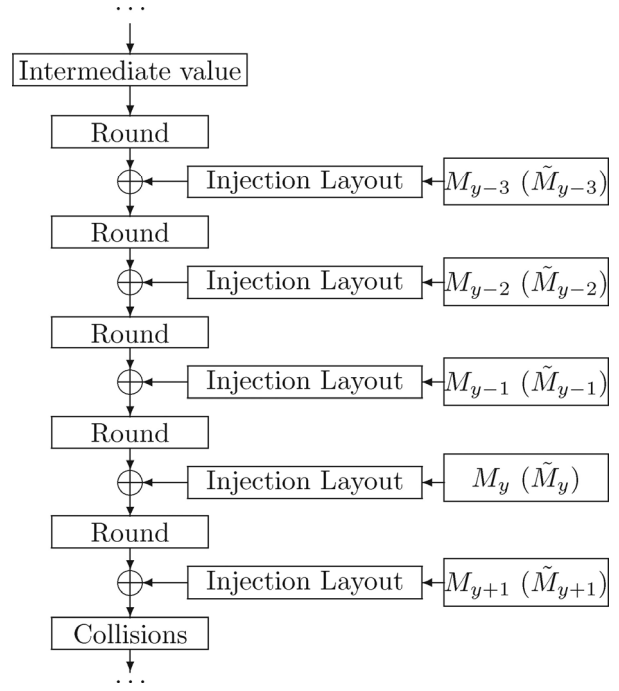 ...
Intermediate value
Round
Injection Layout
M_{y−3} (M̃_{y−3})
Round
Injection Layout
M_{y−2} (M̃_{y−2})
Round
Injection Layout
M_{y−1} (M̃_{y−1})
Round
Injection Layout
M_y (M̃_y)
Round
Injection Layout
M_{y+1} (M̃_{y+1})
Collisions
...